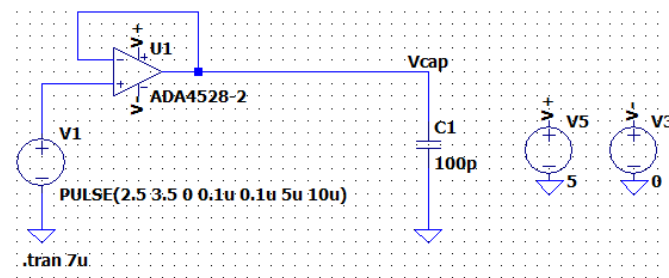 V+
U1
ADA4528-2
V-
Vcap
V1
PULSE(2.5 3.5 0 0.1u 0.1u 5u 10u)
C1
100p
V+
V5
5
V-
V3
0
.tran 7u